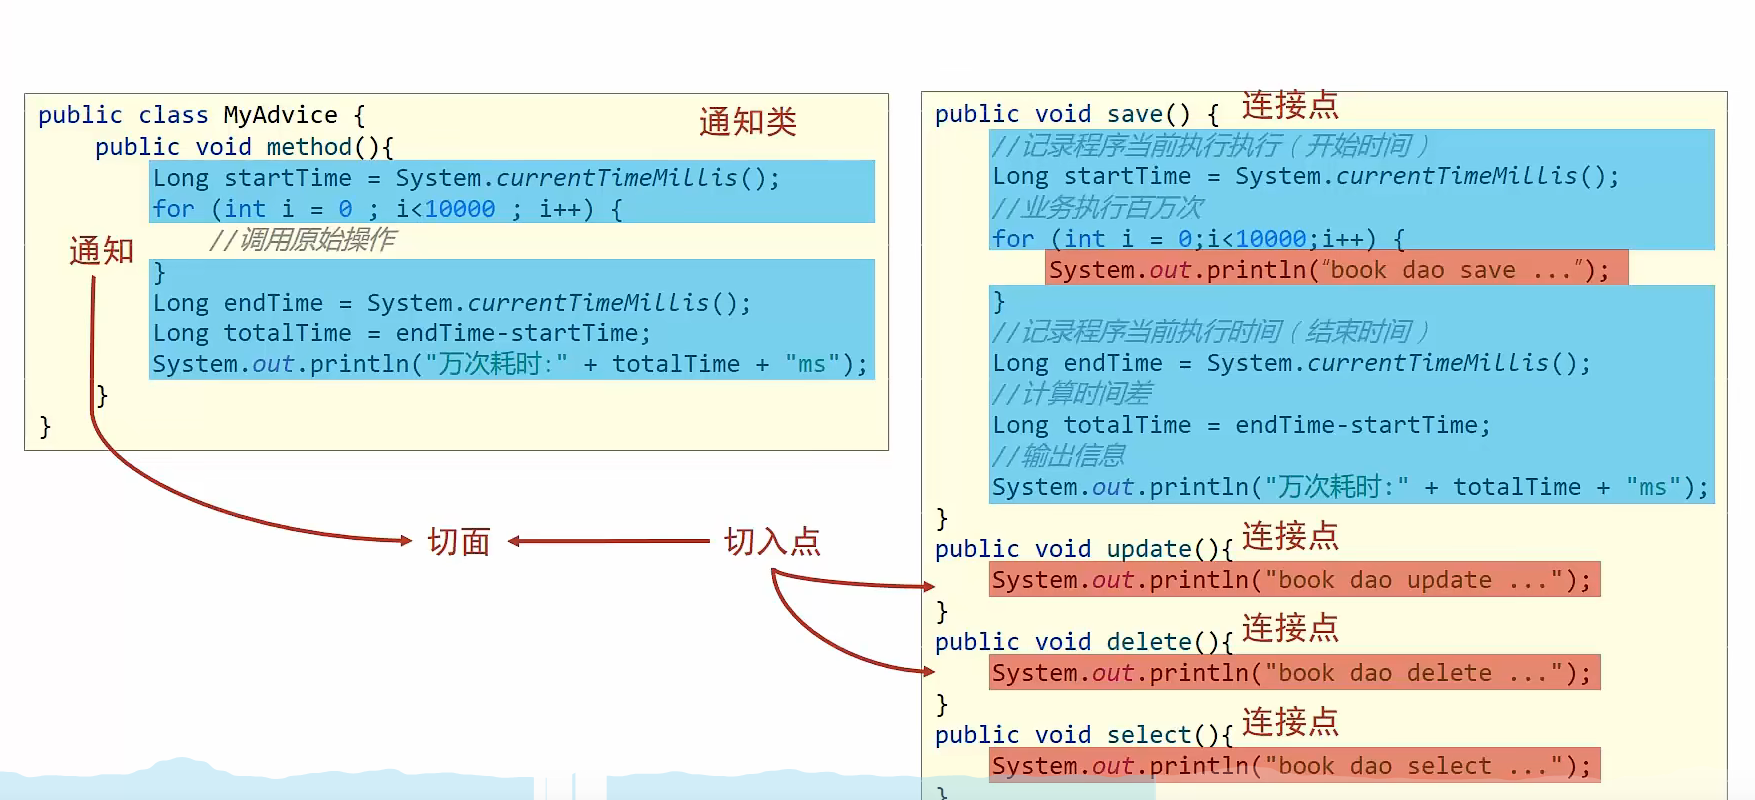 public class MyAdvice {
通知类
public void method(){
Long startTime = System.currentTimeMillis();
for (int i = 0 ; i<10000 ; i++) {
//调用原始操作
通知
}
Long endTime = System.currentTimeMillis();
Long totalTime = endTime-startTime;
System.out.println("万次耗时:" + totalTime + "ms");
}
}
切面
切入点
public void save() {
连接点
//记录程序当前执行执行（开始时间）
Long startTime = System.currentTimeMillis();
//业务执行百万次
for (int i = 0;i<10000;i++) {
System.out.println(“book dao save ...”);
}
//记录程序当前执行时间（结束时间）
Long endTime = System.currentTimeMillis();
//计算时间差
Long totalTime = endTime-startTime;
//输出信息
System.out.println("万次耗时:" + totalTime + "ms");
}
public void update(){
连接点
System.out.println("book dao update ...");
}
public void delete(){
连接点
System.out.println("book dao delete ...");
}
public void select(){
连接点
System.out.println("book dao select ...");
}